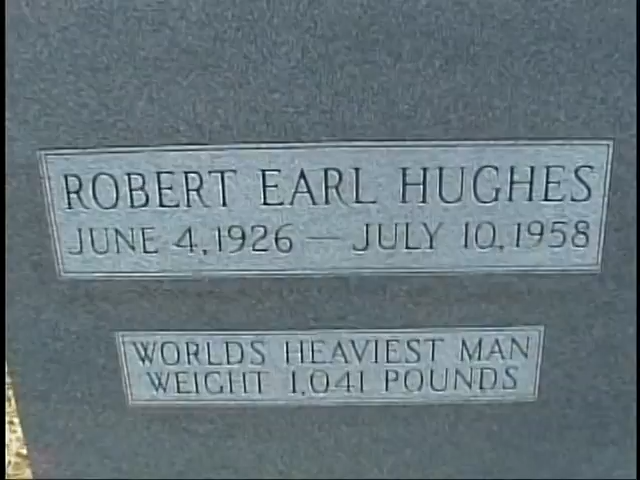 ROBERT EARL HUGHES
JUNE 4, 1926 — JULY 10, 1958
WORLDS HEAVIEST MAN
WEIGHT 1,041 POUNDS